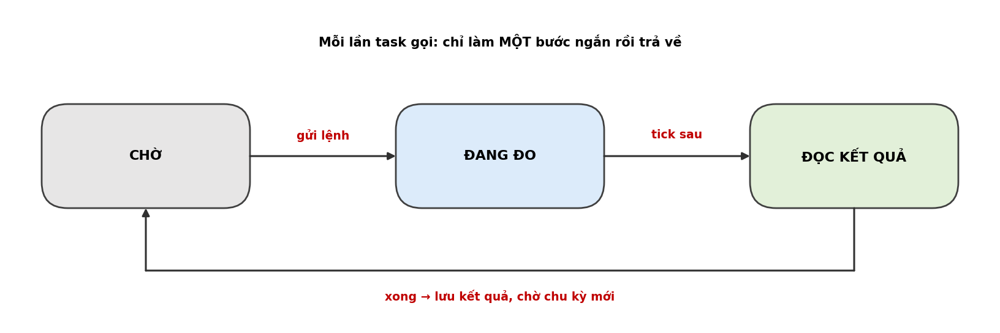 Mỗi lần task gọi: chỉ làm MỘT bước ngắn rồi trả về
CHỜ
gửi lệnh
ĐANG ĐO
tick sau
ĐỌC KẾT QUẢ
xong → lưu kết quả, chờ chu kỳ mới